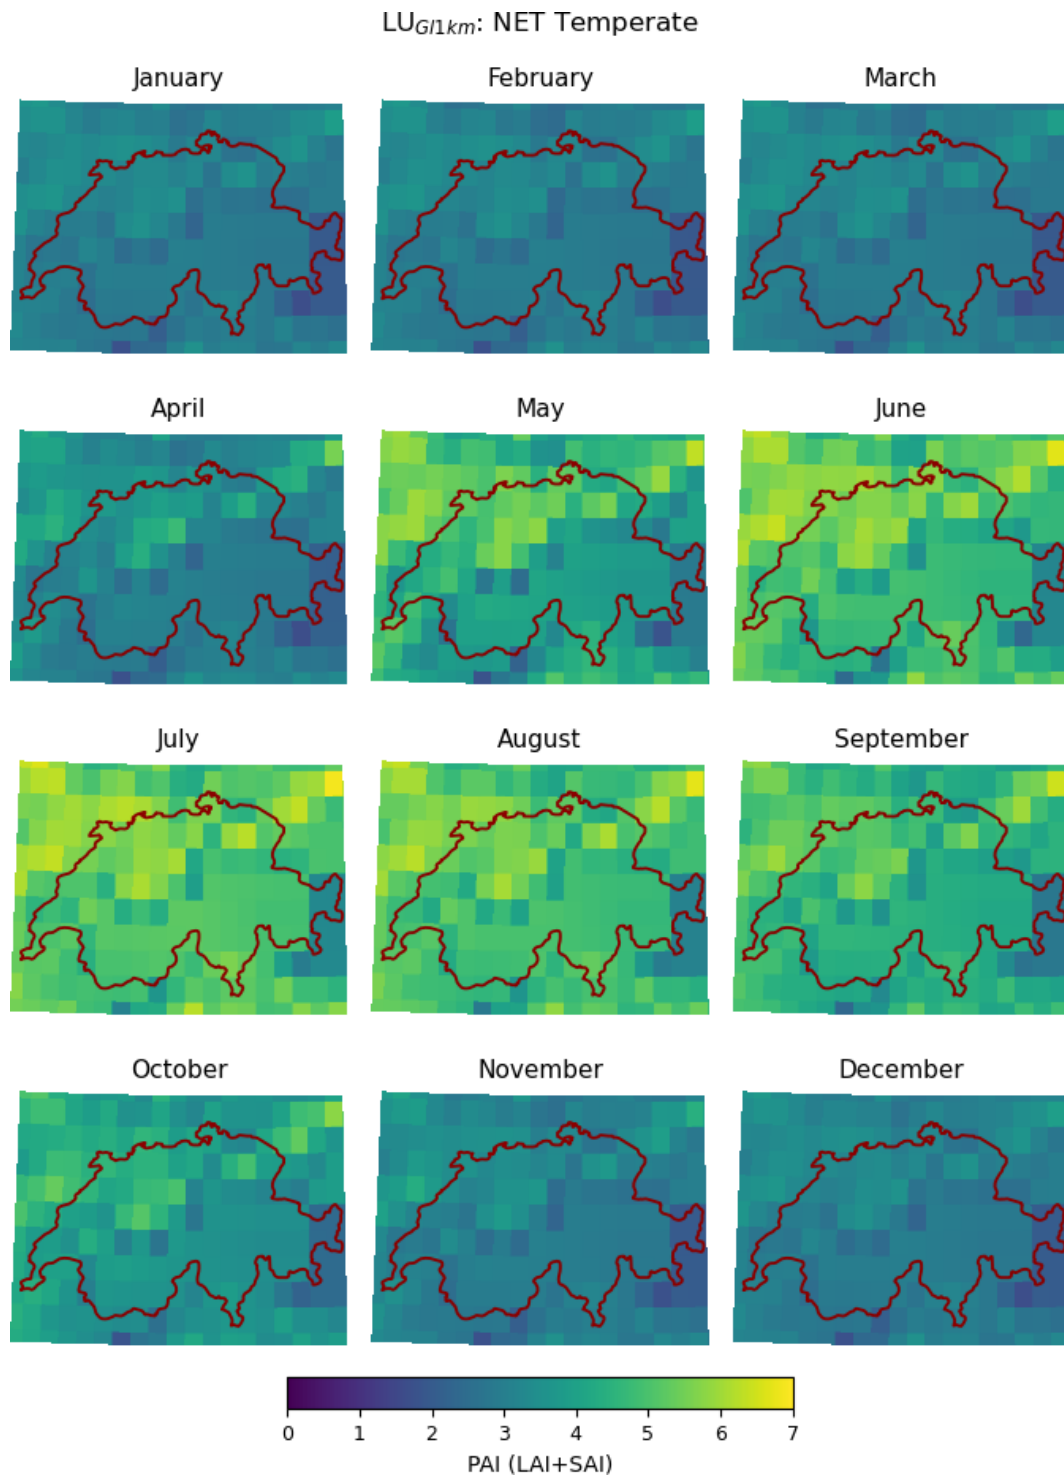 LU_Gl1km: NET Temperate
January February March
April May June
July August September
October November December
0 1 2 3 4 5 6 7
PAI (LAI+SAI)